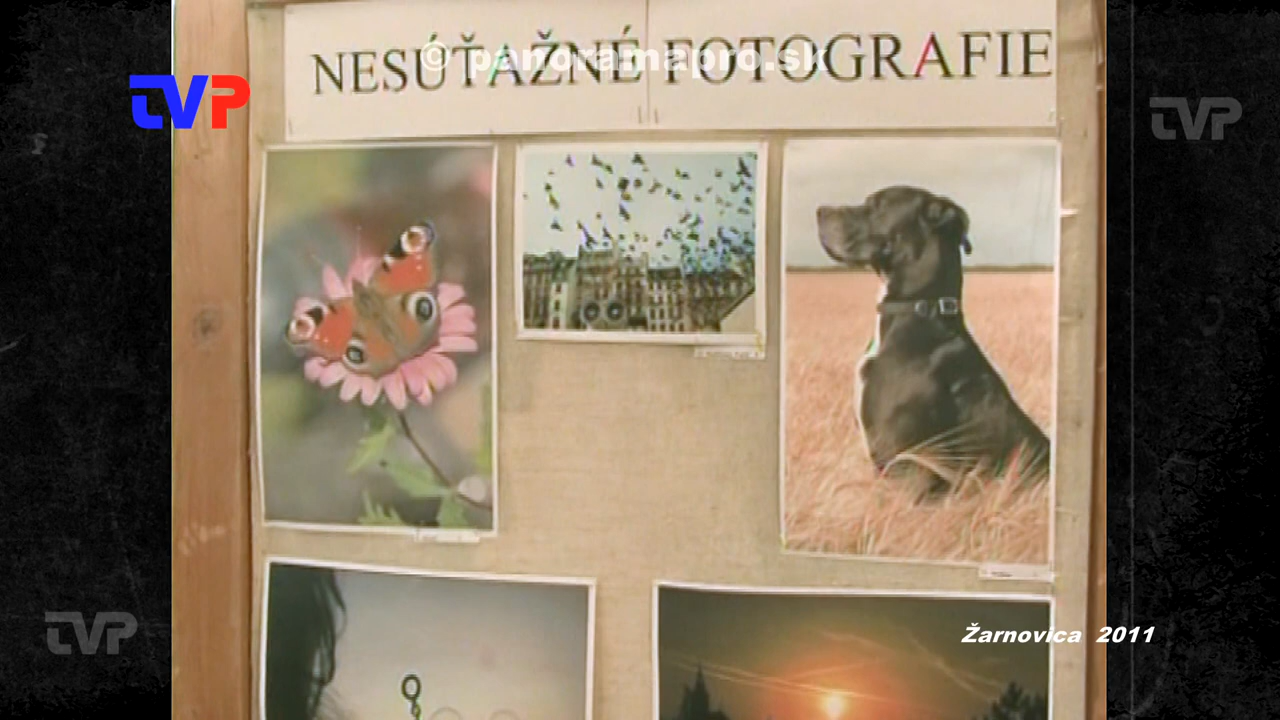 NESÚŤAŽNÉ FOTOGRAFIE
© panoramapro.sk
TVP
TVP
TVP
Žarnovica 2011